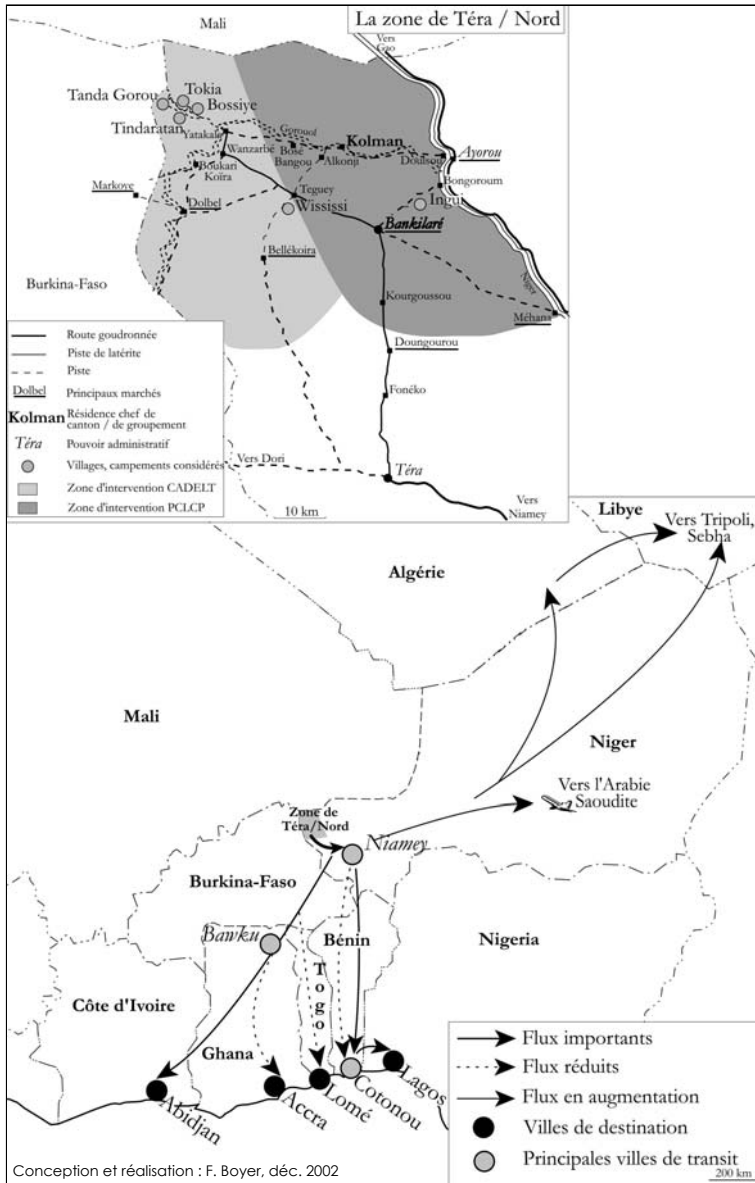 La zone de Téra / Nord
Mali
Vers
Gao
Tanda Gorou
Tokia
Bossiye
Tindaratan
Yatakala
Gorouol
Kolman
Wanzarbé
Bosé
Bangou
Alkonji
Doulsou
Ayorou
Boukari
Koïra
Bongoroum
Markoye
Teguey
Ingui
Dolbel
Wississi
Bankilaré
Bellékoira
Burkina-Faso
Niger
Kourgoussou
Méhana
Doungourou
Fonéko
Vers Dori
Téra
Vers
Niamey
10 km
Route goudronnée
Piste de latérite
Piste
Dolbel Principaux marchés
Kolman Résidence chef de
canton / de groupement
Téra Pouvoir administratif
Villages, campements considérés
Zone d'intervention CADELT
Zone d'intervention PCLCP
Libye
Vers Tripoli,
Sebha
Algérie
Mali
Niger
Vers l'Arabie
Saoudite
Zone de
Téra/Nord
Niamey
Burkina-Faso
Bawku
Bénin
Nigeria
Togo
Côte d'Ivoire
Ghana
Abidjan
Accra
Lomé
Cotonou
Lagos
Flux importants
Flux réduits
Flux en augmentation
Villes de destination
Principales villes de transit
200 km
Conception et réalisation : F. Boyer, déc. 2002